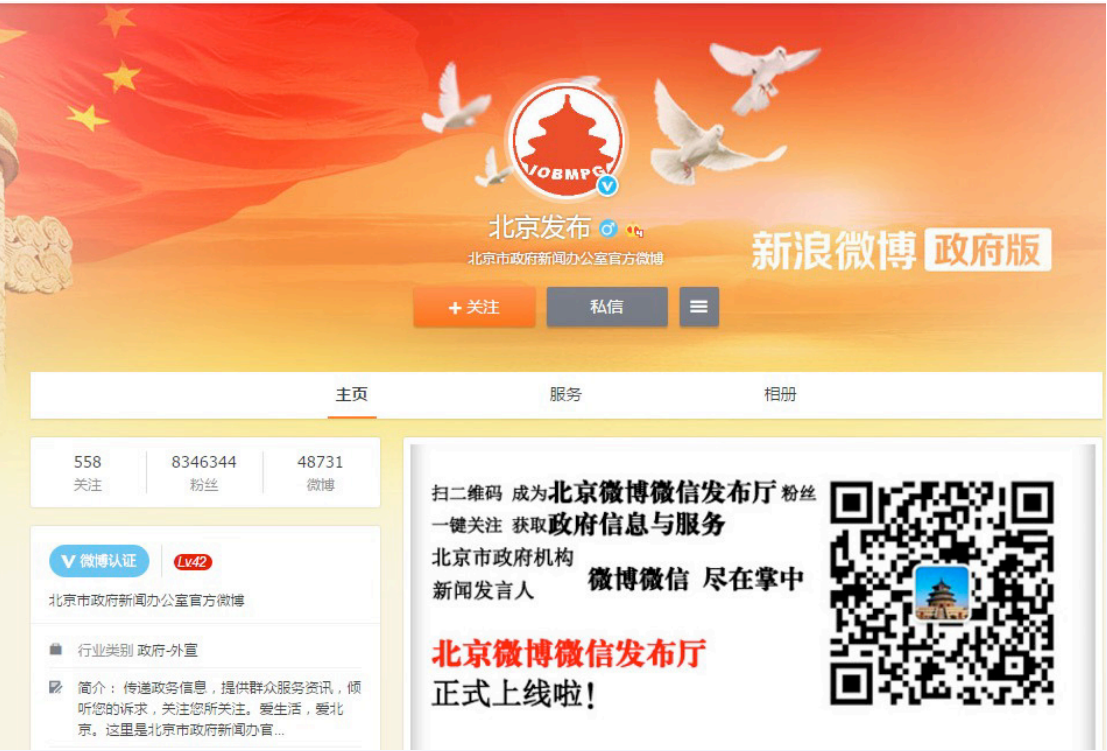 IOBMPG
北京发布
北京市政府新闻办公室官方微博
新浪微博 政府版
+关注 私信
主页 服务 相册
558 8346344 48731
关注 粉丝 微博
V 微博认证 Lv.42
北京市政府新闻办公室官方微博
行业类别 政府-外宣
简介： 传递政务信息，提供群众服务资讯，倾
听您的诉求，关注您所关注。爱生活，爱北
京。这里是北京市政府新闻办官...
扫二维码 成为北京微博微信发布厅 粉丝
一键关注 获取政府信息与服务
北京市政府机构
新闻发言人
微博微信 尽在掌中
北京微博微信发布厅
正式上线啦！